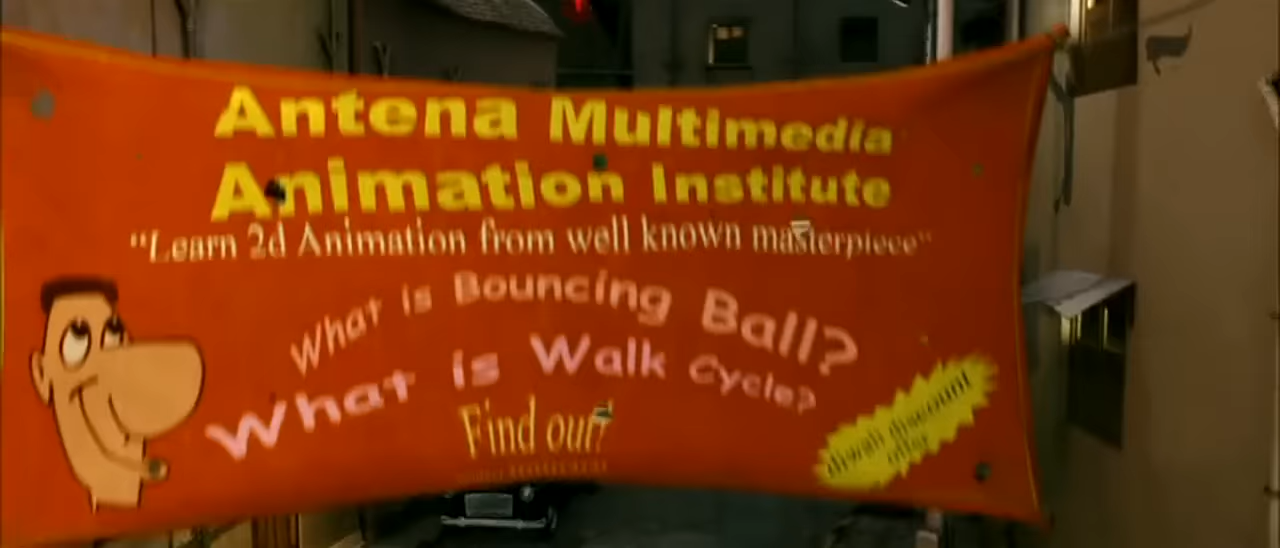 Antena Multimedia
Animation Institute
"Learn 2d Animation from well known masterpiece"
What is Bouncing Ball?
What is Walk Cycle?
Find out!
diwali discount
offer